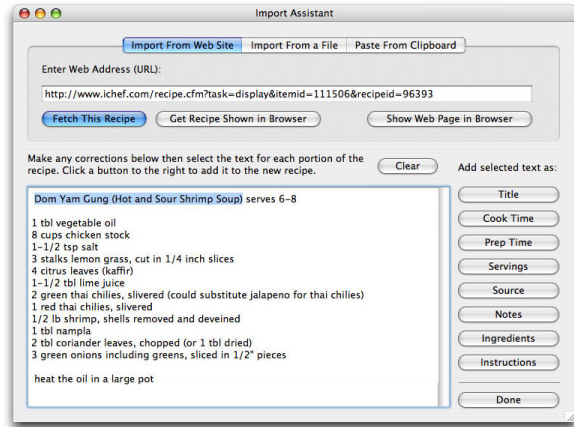 Import Assistant
Import From Web Site Import From a File Paste From Clipboard
Enter Web Address (URL):
http://www.ichef.com/recipe.cfm?task=display&itemid=111506&recipeid=96393
Fetch This Recipe Get Recipe Shown in Browser Show Web Page in Browser
Make any corrections below then select the text for each portion of the
recipe. Click a button to the right to add it to the new recipe.
Clear
Add selected text as:
Dom Yam Gung (Hot and Sour Shrimp Soup) serves 6-8
1 tbl vegetable oil
8 cups chicken stock
1-1/2 tsp salt
3 stalks lemon grass, cut in 1/4 inch slices
4 citrus leaves (kaffir)
1-1/2 tbl lime juice
2 green thai chilies, slivered (could substitute jalapeno for thai chilies)
1 red thai chilies, slivered
1/2 lb shrimp, shells removed and deveined
1 tbl nampla
2 tbl coriander leaves, chopped (or 1 tbl dried)
3 green onions including greens, sliced in 1/2" pieces
heat the oil in a large pot
Title
Cook Time
Prep Time
Servings
Source
Notes
Ingredients
Instructions
Done